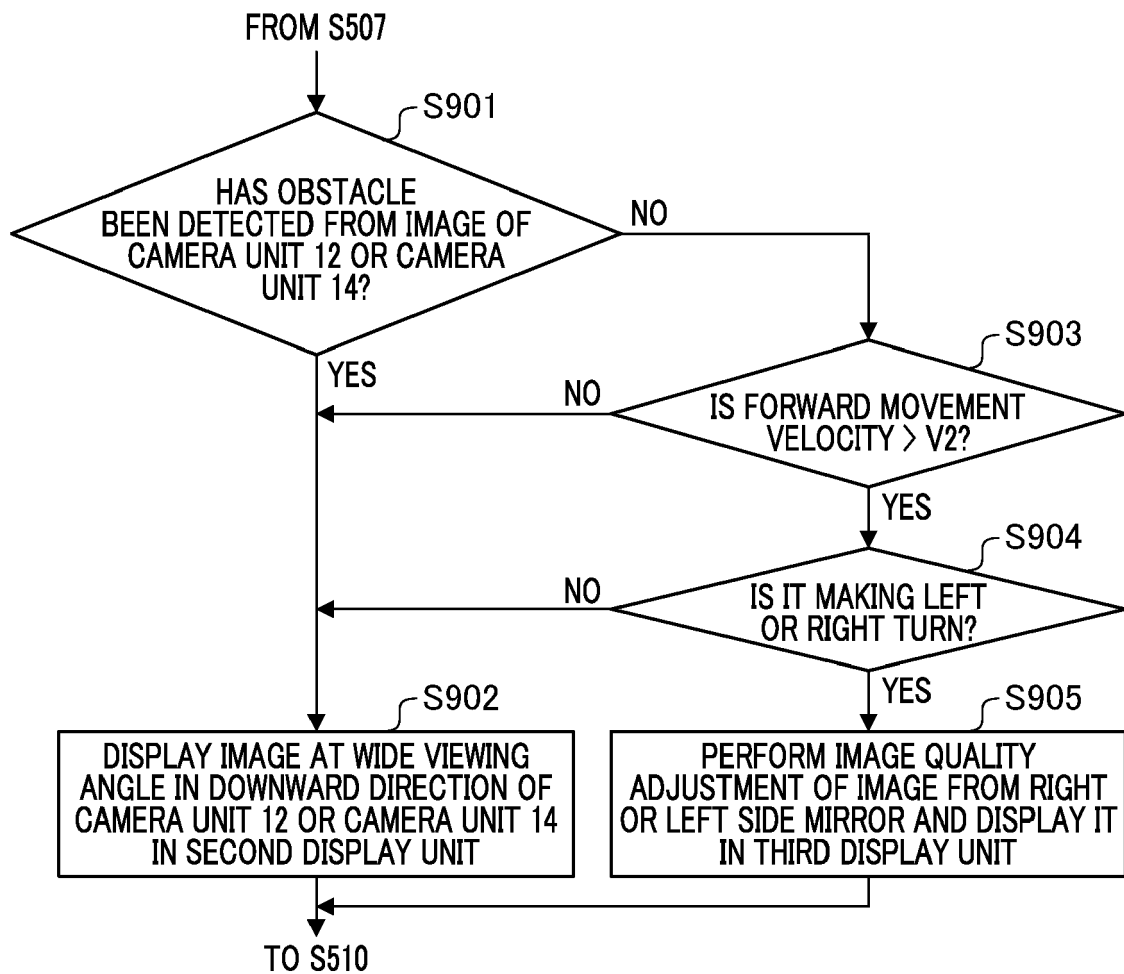 FROM S507
S901
HAS OBSTACLE
BEEN DETECTED FROM IMAGE OF
CAMERA UNIT 12 OR CAMERA
UNIT 14?
NO
YES
S903
IS FORWARD MOVEMENT
VELOCITY > V2?
NO
YES
S904
IS IT MAKING LEFT
OR RIGHT TURN?
NO
YES
S902
DISPLAY IMAGE AT WIDE VIEWING
ANGLE IN DOWNWARD DIRECTION OF
CAMERA UNIT 12 OR CAMERA UNIT 14
IN SECOND DISPLAY UNIT
S905
PERFORM IMAGE QUALITY
ADJUSTMENT OF IMAGE FROM RIGHT
OR LEFT SIDE MIRROR AND DISPLAY IT
IN THIRD DISPLAY UNIT
TO S510